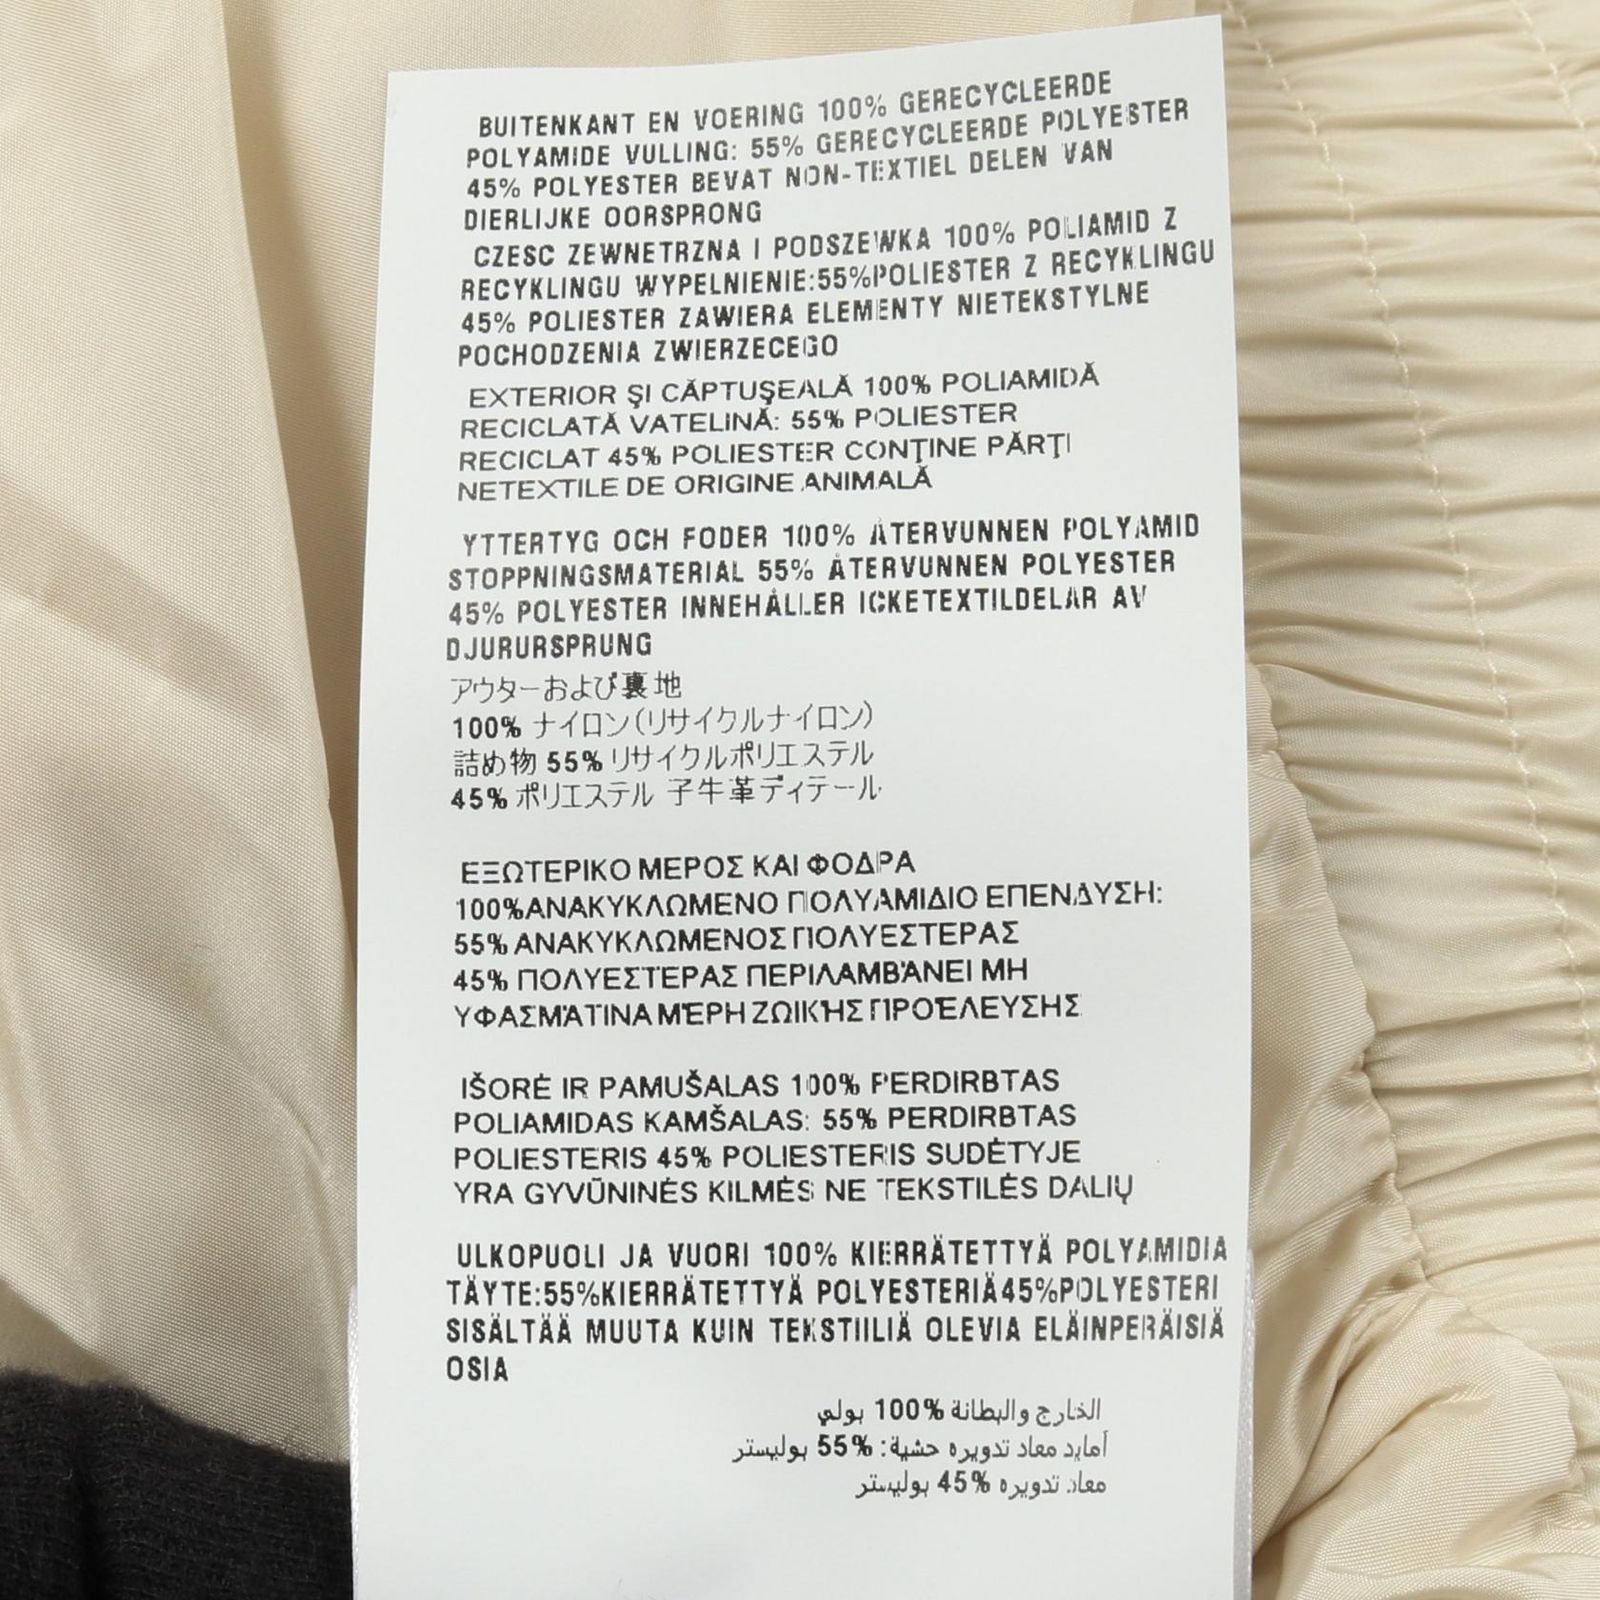 BUITENKANT EN VOERING 100% GERECYCLEERDE
POLYAMIDE VULLING: 55% GERECYCLEERDE POLYESTER
45% POLYESTER BEVAT NON-TEXTIEL DELEN VAN
DIERLIJKE OORSPRONG
CZESC ZEWNETRZNA I PODSZEWKA 100% POLIAMID Z
RECYKLINGU WYPELNIENIE:55%POLIESTER Z RECYKLINGU
45% POLIESTER ZAWIERA ELEMENTY NIETEKSTYLNE
POCHODZENIA ZWIERZECEGO
EXTERIOR ŞI CĂPTUŞEALĂ 100% POLIAMIDĂ
RECICLATĂ VATELINĂ: 55% POLIESTER
RECICLAT 45% POLIESTER CONŢINE PĂRŢI
NETEXTILE DE ORIGINE ANIMALĂ
YTTERTYG OCH FODER 100% ÅTERVUNNEN POLYAMID
STOPPNINGSMATERIAL 55% ÅTERVUNNEN POLYESTER
45% POLYESTER INNEHÅLLER ICKETEXTILDELAR AV
DJURURSPRUNG
アウターおよび裏地
100% ナイロン(リサイクルナイロン)
詰め物 55% リサイクルポリエステル
45% ポリエステル 子牛革ディテール
ΕΞΩΤΕΡΙΚΟ ΜΕΡΟΣ ΚΑΙ ΦΟΔΡΑ
100%ΑΝΑΚΥΚΛΩΜΕΝΟ ΠΟΛΥΑΜΙΔΙΟ ΕΠΕΝΔΥΣΗ:
55% ΑΝΑΚΥΚΛΩΜΕΝΟΣ ΠΟΛΥΕΣΤΕΡΑΣ
45% ΠΟΛΥΕΣΤΈΡΑΣ ΠΕΡΙΛΑΜΒΆΝΕΙ ΜΗ
ΥΦΑΣΜΆΤΙΝΑ ΜΈΡΗ ΖΩΙΚΉΣ ΠΡΟΈΛΕΥΣΗΣ
IŠORĖ IR PAMUŠALAS 100% PERDIRBTAS
POLIAMIDAS KAMŠALAS: 55% PERDIRBTAS
POLIESTERIS 45% POLIESTERIS SUDĖTYJE
YRA GYVŪNINĖS KILMĖS NE TEKSTILĖS DALIŲ
ULKOPUOLI JA VUORI 100% KIERRÄTETTYÄ POLYAMIDIA
TÄYTE:55%KIERRÄTETTYÄ POLYESTERIÄ45%POLYESTERI
SISÄLTÄÄ MUUTA KUIN TEKSTIILIÄ OLEVIA ELÄINPERÄISIÄ
OSIA
الخارج والبطانة %100 بولي
أمايد معاد تدويره حشية: %55 بوليستر
معاد تدويره %45 بوليستر